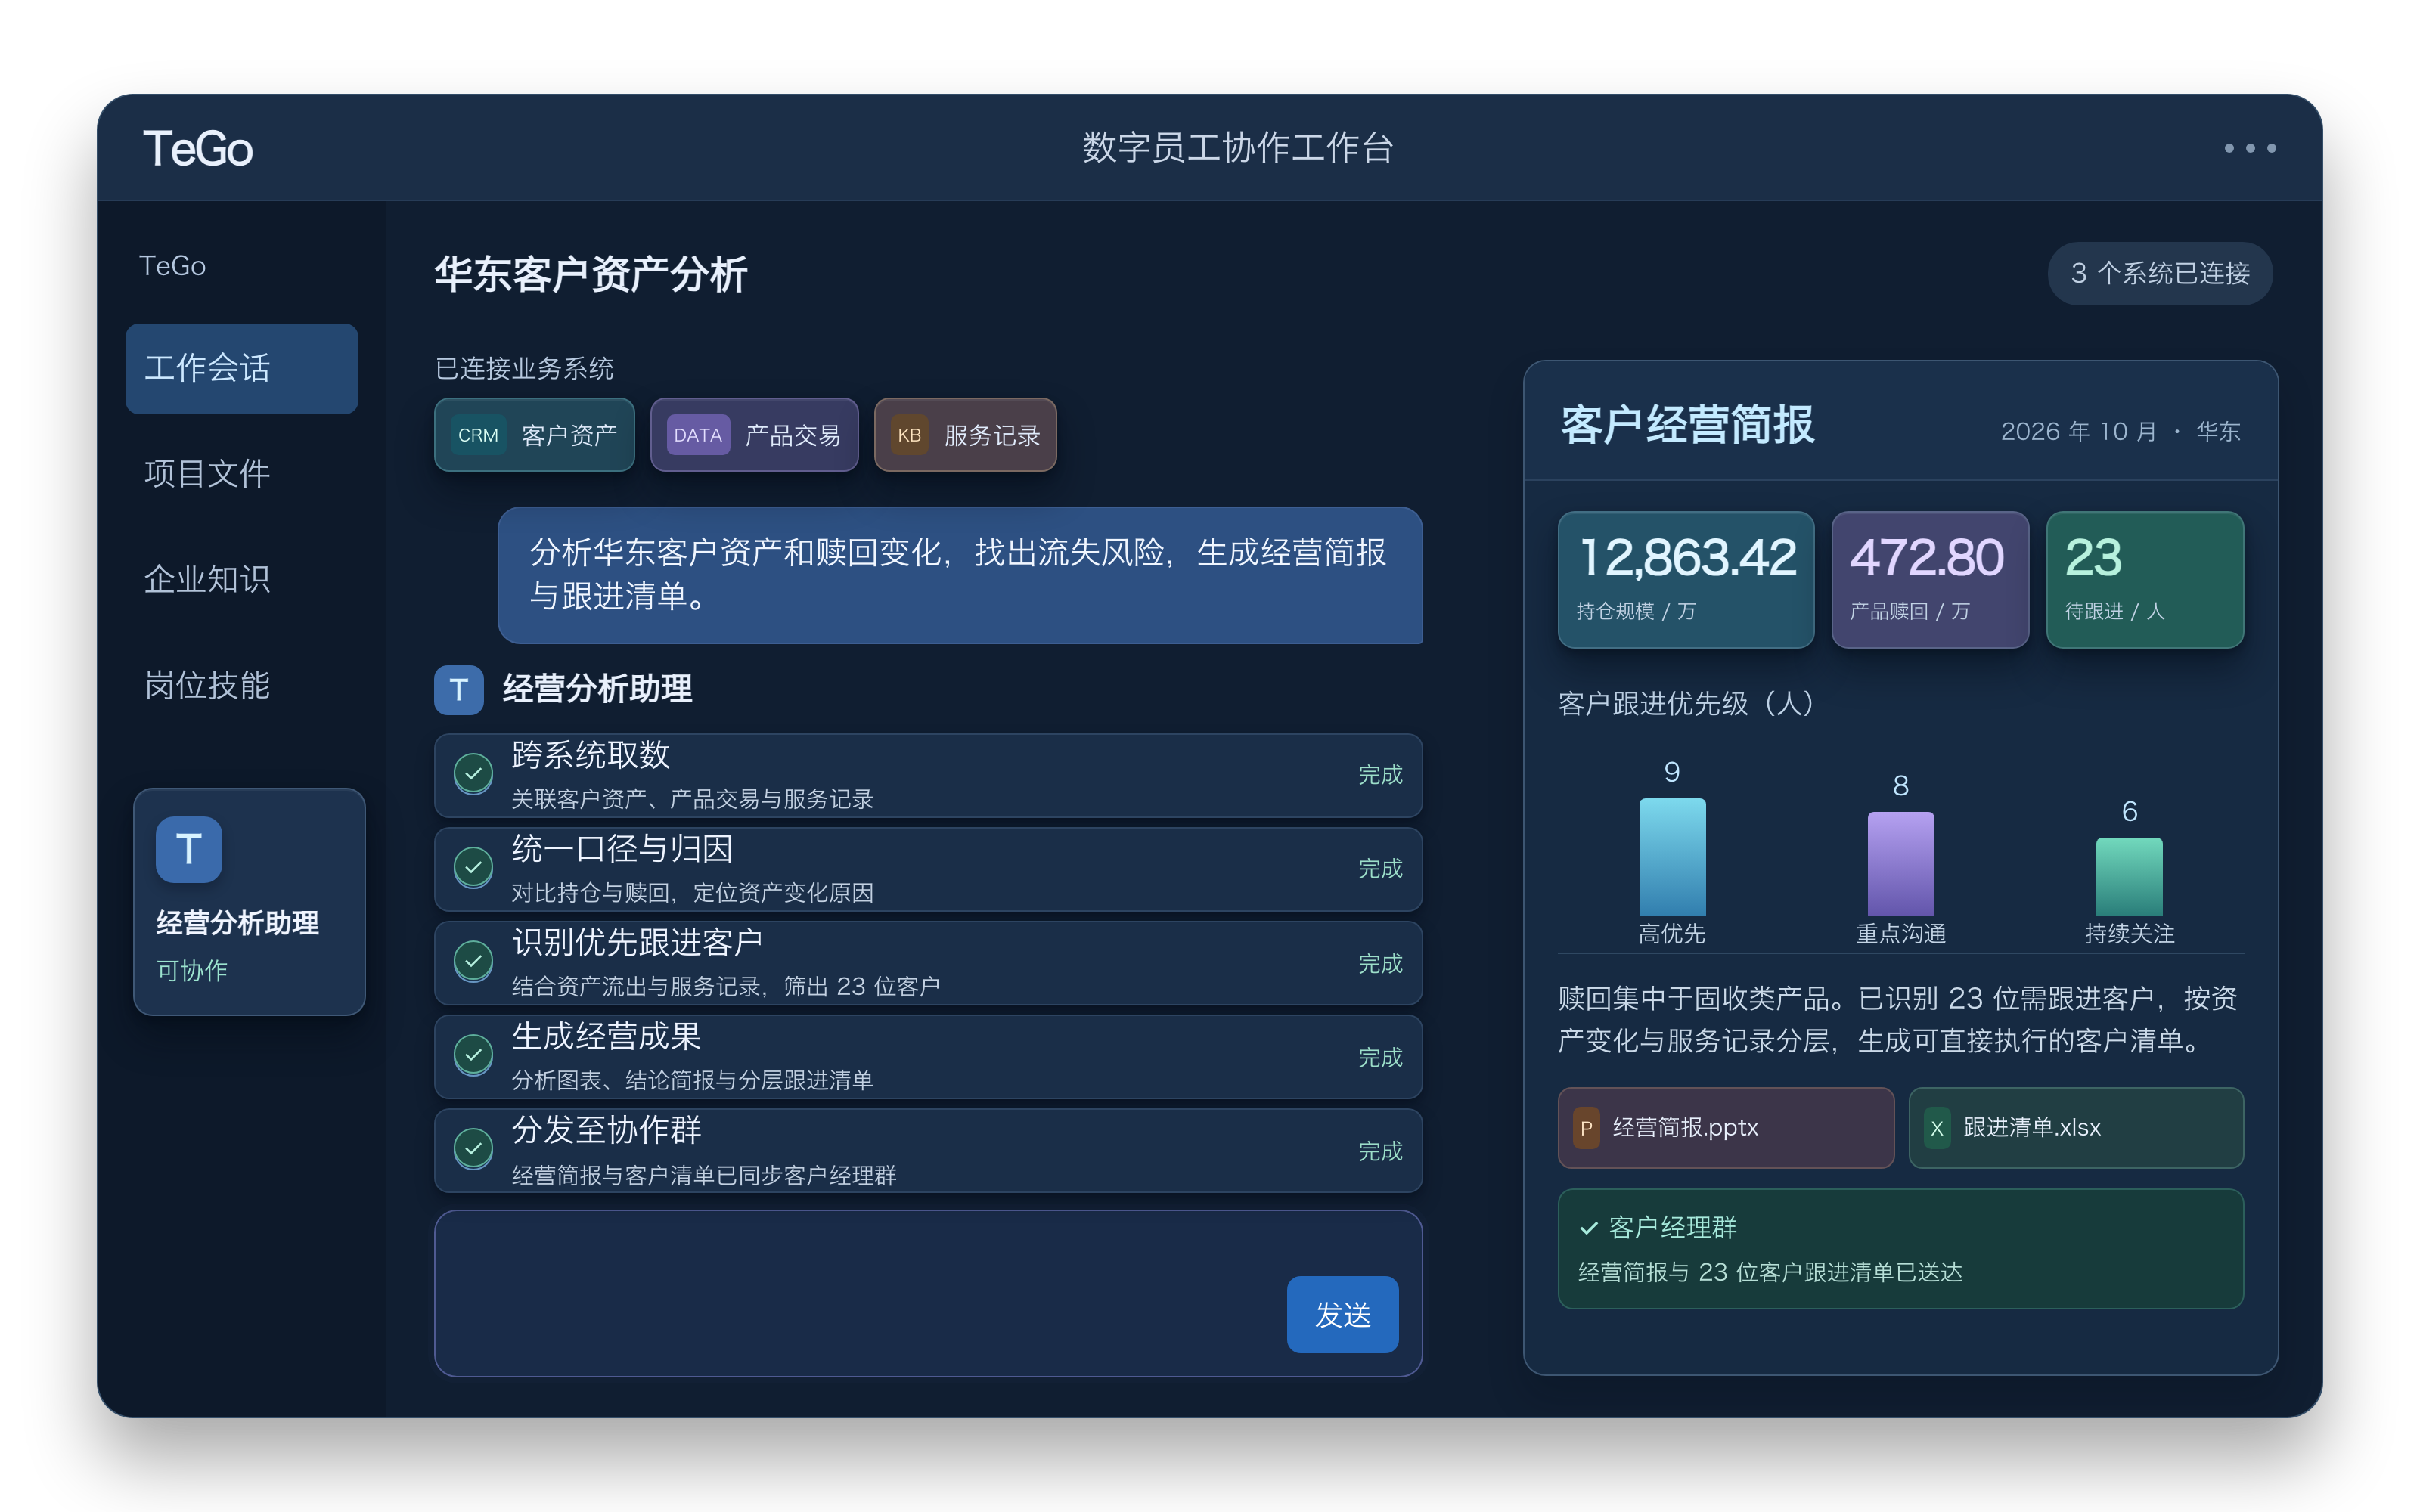 TeGo
数字员工协作工作台
TeGo
工作会话
项目文件
企业知识
岗位技能
T
经营分析助理
可协作
华东客户资产分析
3 个系统已连接
已连接业务系统
CRM 客户资产
DATA 产品交易
KB 服务记录
分析华东客户资产和赎回变化，找出流失风险，生成经营简报
与跟进清单。
T 经营分析助理
跨系统取数
关联客户资产、产品交易与服务记录
完成
统一口径与归因
对比持仓与赎回，定位资产变化原因
完成
识别优先跟进客户
结合资产流出与服务记录，筛出 23 位客户
完成
生成经营成果
分析图表、结论简报与分层跟进清单
完成
分发至协作群
经营简报与客户清单已同步客户经理群
完成
发送
客户经营简报
2026 年 10 月 · 华东
12,863.42
持仓规模 / 万
472.80
产品赎回 / 万
23
待跟进 / 人
客户跟进优先级（人）
9
8
6
高优先
重点沟通
持续关注
赎回集中于固收类产品。已识别 23 位需跟进客户，按资
产变化与服务记录分层，生成可直接执行的客户清单。
P 经营简报.pptx
X 跟进清单.xlsx
✓ 客户经理群
经营简报与 23 位客户跟进清单已送达